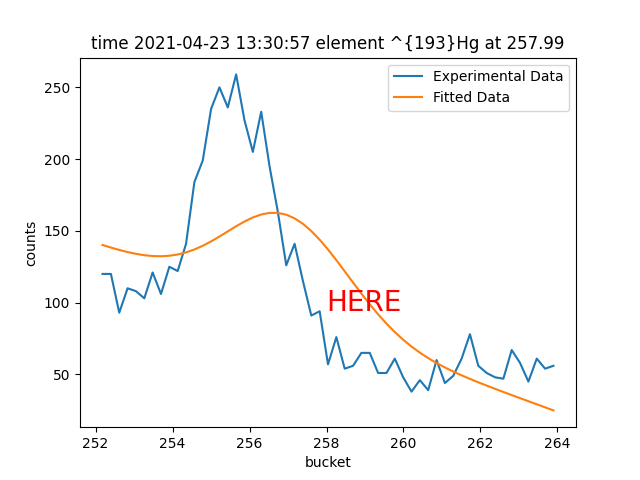 time 2021-04-23 13:30:57 element ^{193}Hg at 257.99
Experimental Data
Fitted Data
250
200
150
100
50
counts
HERE
252 254 256 258 260 262 264
bucket